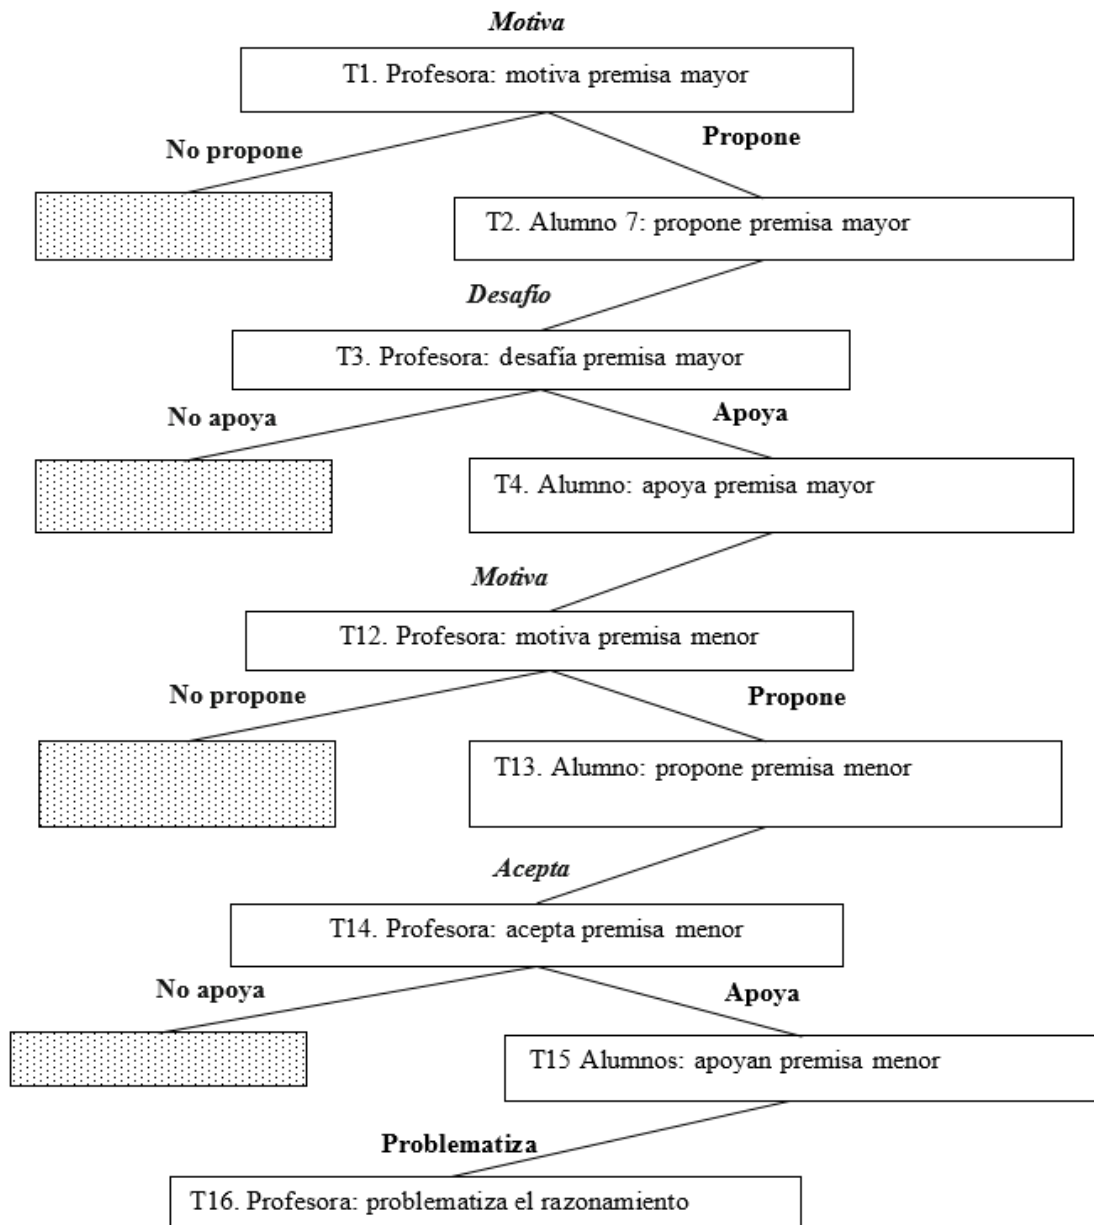 Motiva
T1. Profesora: motiva premisa mayor
No propone
Propone
T2. Alumno 7: propone premisa mayor
Desafío
T3. Profesora: desafía premisa mayor
No apoya
Apoya
T4. Alumno: apoya premisa mayor
Motiva
T12. Profesora: motiva premisa menor
No propone
Propone
T13. Alumno: propone premisa menor
Acepta
T14. Profesora: acepta premisa menor
No apoya
Apoya
T15 Alumnos: apoyan premisa menor
Problematiza
T16. Profesora: problematiza el razonamiento